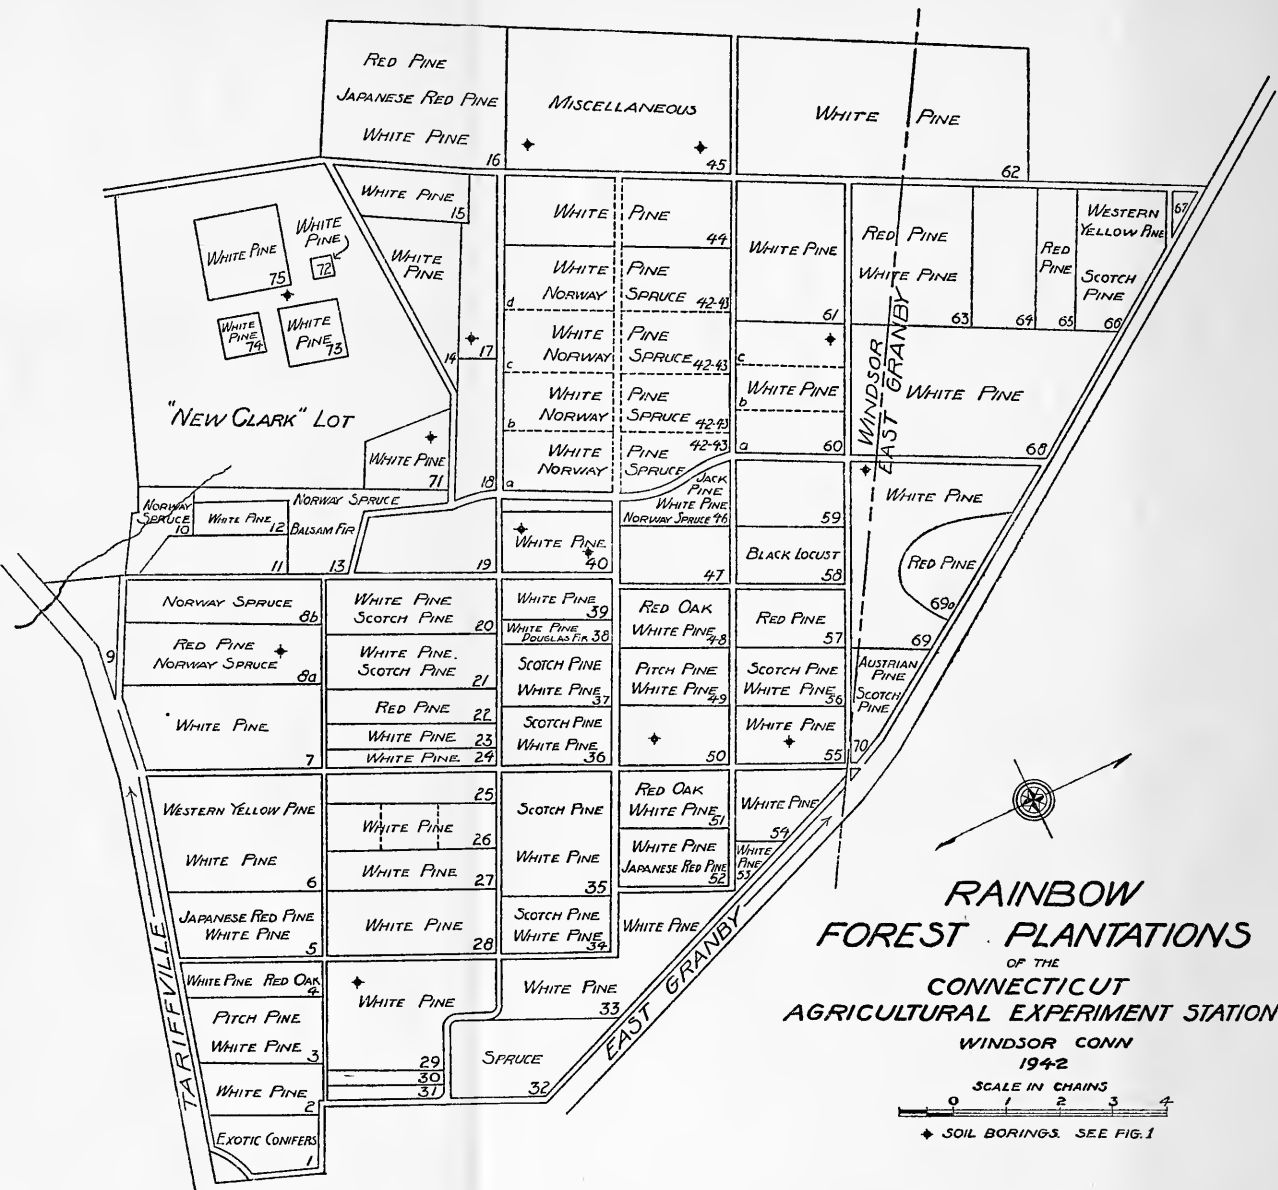 RED PINE
JAPANESE RED PINE
WHITE PINE
16
MISCELLANEOUS
45
WHITE PINE
62
WHITE PINE
15
WHITE PINE
14
17
18
WHITE PINE
75
WHITE PINE
72
WHITE PINE
74
WHITE PINE
73
"NEW CLARK" LOT
WHITE PINE
71
WHITE PINE
44
WHITE PINE
NORWAY SPRUCE 42-43
d
WHITE PINE
NORWAY SPRUCE 42-43
c
WHITE PINE
NORWAY SPRUCE 42-43
b
42-43
WHITE PINE
NORWAY SPRUCE
a
WHITE PINE
61
c
WHITE PINE
b
a
60
RED PINE
WHITE PINE
63
64
RED PINE
65
WESTERN YELLOW PINE
SCOTCH PINE
66
67
WINDSOR
EAST GRANBY
WHITE PINE
68
NORWAY SPRUCE
10
WHITE PINE 12
NORWAY SPRUCE
BALSAM FIR
11
13
19
WHITE PINE
40
JACK PINE
WHITE PINE
NORWAY SPRUCE 46
47
59
BLACK LOCUST
58
WHITE PINE
RED PINE
69a
69
9
NORWAY SPRUCE
8b
RED PINE
NORWAY SPRUCE
8a
WHITE PINE
7
WHITE PINE
SCOTCH PINE
20
WHITE PINE.
SCOTCH PINE
21
RED PINE 22
WHITE PINE 23
WHITE PINE 24
WHITE PINE
39
WHITE PINE
DOUGLAS FIR 38
SCOTCH PINE
WHITE PINE
37
SCOTCH PINE
WHITE PINE
36
RED OAK
WHITE PINE
48
PITCH PINE
WHITE PINE
49
50
RED PINE
57
SCOTCH PINE
WHITE PINE
56
WHITE PINE
55
AUSTRIAN PINE
SCOTCH PINE
70
WESTERN YELLOW PINE
WHITE PINE
6
JAPANESE RED PINE
WHITE PINE
5
25
WHITE PINE
26
WHITE PINE 27
WHITE PINE
28
SCOTCH PINE
WHITE PINE
35
SCOTCH PINE
WHITE PINE
34
RED OAK
WHITE PINE
51
WHITE PINE
JAPANESE RED PINE
52
WHITE PINE
54
WHITE PINE
53
WHITE PINE
WHITE PINE RED OAK
4
PITCH PINE
WHITE PINE 3
WHITE PINE
2
EXOTIC CONIFERS
1
WHITE PINE
29
30
31
WHITE PINE
33
SPRUCE
32
TARIFFVILLE
EAST GRANBY
RAINBOW
FOREST PLANTATIONS
OF THE
CONNECTICUT
AGRICULTURAL EXPERIMENT STATION
WINDSOR CONN
1942
SCALE IN CHAINS
0 1 2 3 4
SOIL BORINGS. SEE FIG. 1